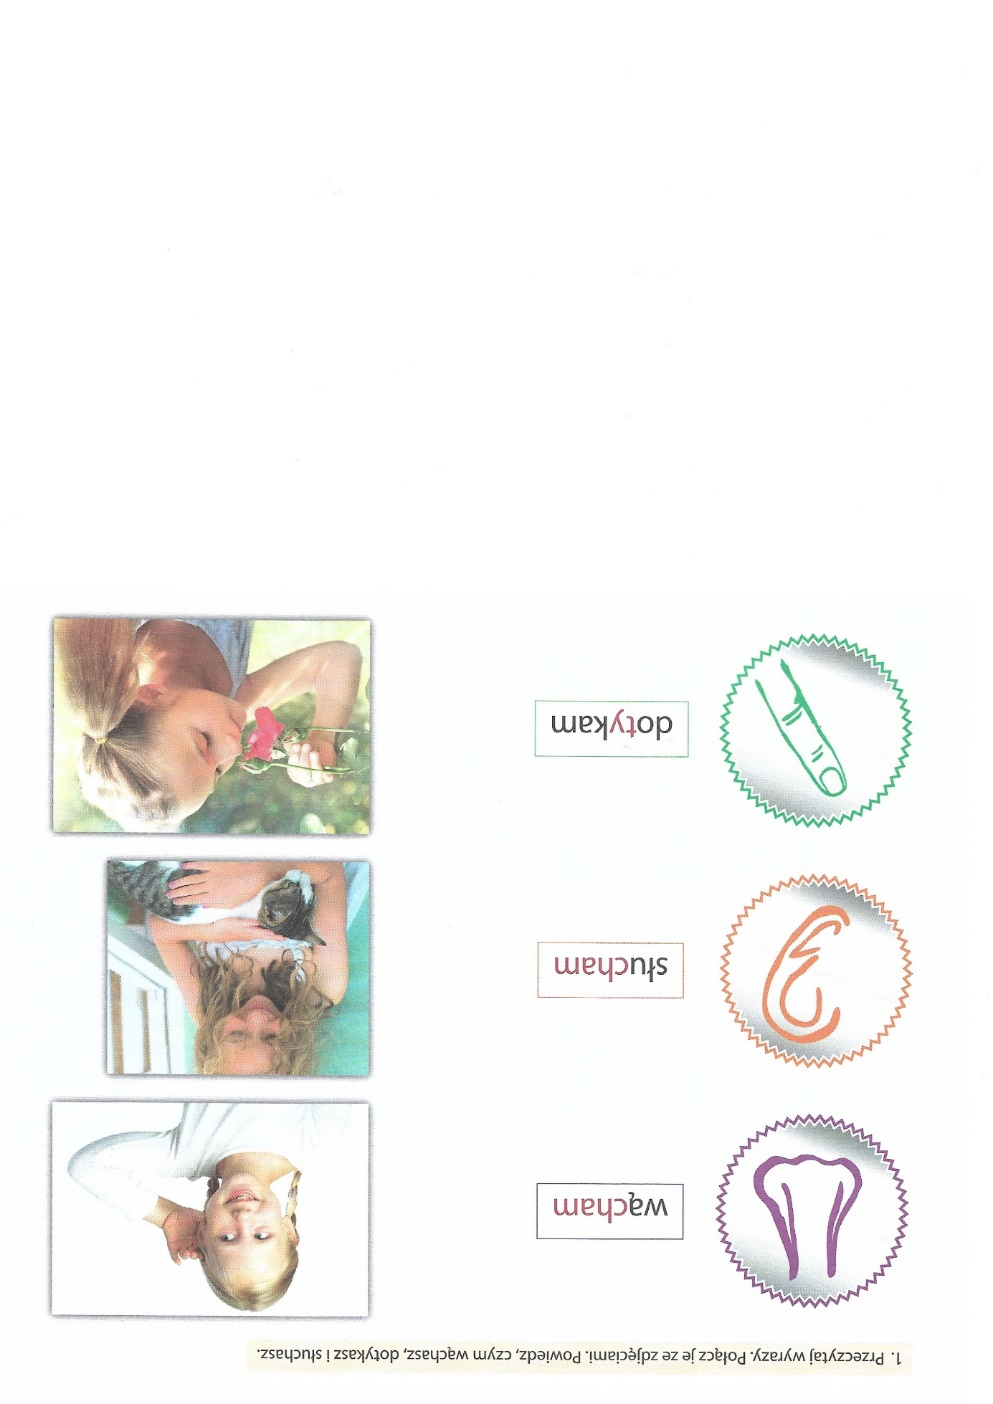 1. Przeczytaj wyrazy. Połącz je ze zdjęciami. Powiedz, czym wąchasz, dotykasz i słuchasz.
wącham
słucham
dotykam